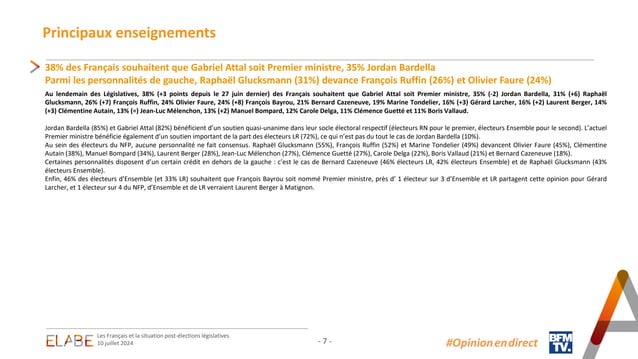 Principaux enseignements
38% des Français souhaitent que Gabriel Attal soit Premier ministre, 35% Jordan Bardella
Parmi les personnalités de gauche, Raphaël Glucksmann (31%) devance François Ruffin (26%) et Olivier Faure (24%)
Au lendemain des Législatives, 38% (+3 points depuis le 27 juin dernier) des Français souhaitent que Gabriel Attal soit Premier ministre, 35% (-2) Jordan Bardella, 31% (+6) Raphaël
Glucksmann, 26% (+7) François Ruffin, 24% Olivier Faure, 24% (+8) François Bayrou, 21% Bernard Cazeneuve, 19% Marine Tondelier, 16% (+3) Gérard Larcher, 16% (+2) Laurent Berger, 14%
(+3) Clémentine Autain, 13% (=) Jean-Luc Mélenchon, 13% (+2) Manuel Bompard, 12% Carole Delga, 11% Clémence Guetté et 11% Boris Vallaud.
Jordan Bardella (85%) et Gabriel Attal (82%) bénéficient d'un soutien quasi-unanime dans leur socle électoral respectif (électeurs RN pour le premier, électeurs Ensemble pour le second). L'actuel
Premier ministre bénéficie également d'un soutien important de la part des électeurs LR (72%), ce qui n'est pas du tout le cas de Jordan Bardella (10%).
Au sein des électeurs du NFP, aucune personnalité ne fait consensus. Raphaël Glucksmann (55%), François Ruffin (52%) et Marine Tondelier (49%) devancent Olivier Faure (45%), Clémentine
Autain (38%), Manuel Bompard (34%), Laurent Berger (28%), Jean-Luc Mélenchon (27%), Clémence Guetté (27%), Carole Delga (22%), Boris Vallaud (21%) et Bernard Cazeneuve (18%).
Certaines personnalités disposent d'un certain crédit en dehors de la gauche : c'est le cas de Bernard Cazeneuve (46% électeurs LR, 42% électeurs Ensemble) et de Raphaël Glucksmann (43%
électeurs Ensemble).
Enfin, 46% des électeurs d'Ensemble (et 33% LR) souhaitent que François Bayrou soit nommé Premier ministre, près d' 1 électeur sur 3 d'Ensemble et LR partagent cette opinion pour Gérard
Larcher, et 1 électeur sur 4 du NFP, d'Ensemble et de LR verraient Laurent Berger à Matignon.
ELABE
Les Français et la situation post-élections législatives
10 juillet 2024
- 7 -
#Opinion en direct
BFM
TV.